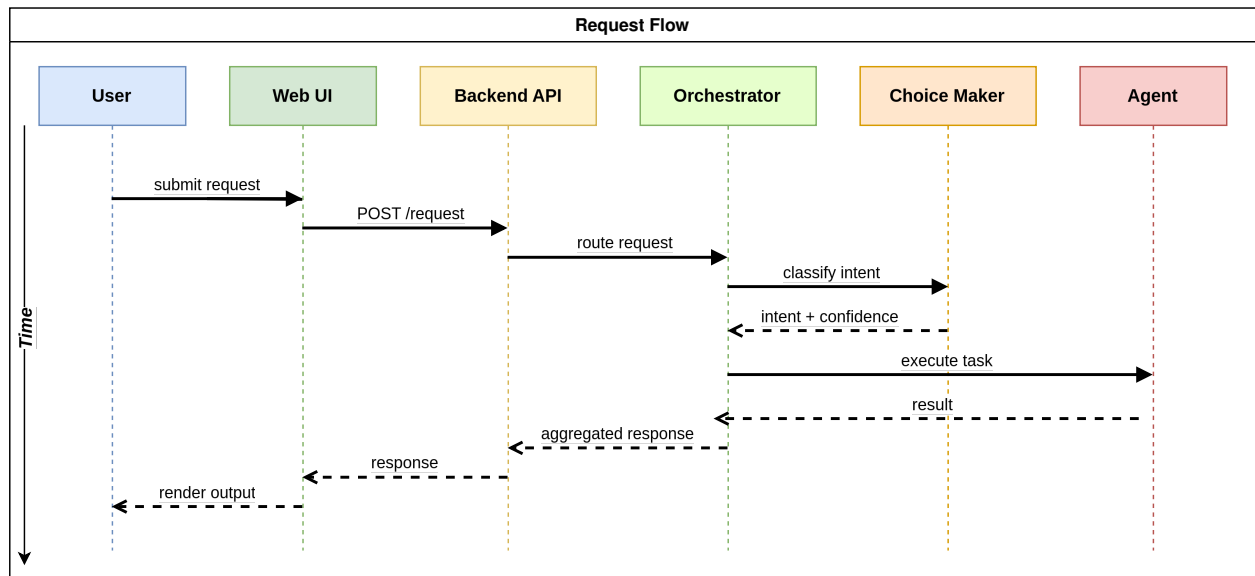 Request Flow
User
Web UI
Backend API
Orchestrator
Choice Maker
Agent
submit request
POST /request
route request
classify intent
intent + confidence
Time
execute task
result
aggregated response
response
render output